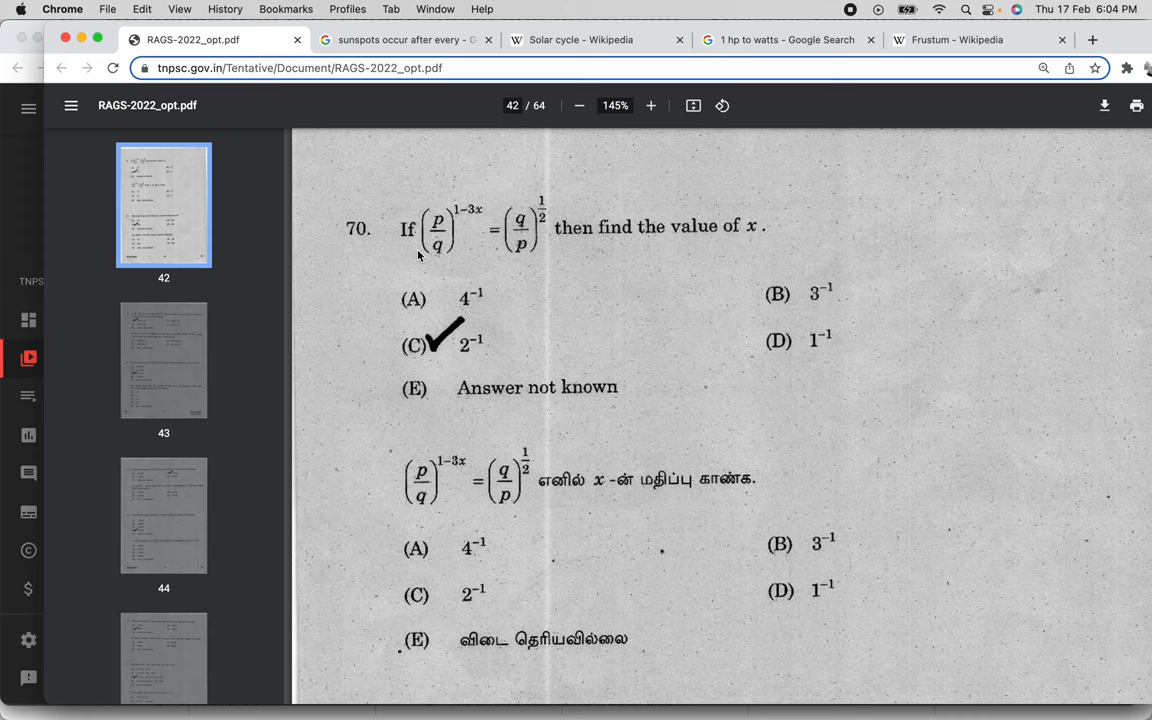 Chrome File Edit View History Bookmarks Profiles Tab Window Help Thu 17 Feb 6:04 PM
RAGS-2022_opt.pdf sunspots occur after every - G Solar cycle - Wikipedia 1 hp to watts - Google Search Frustum - Wikipedia
tnpsc.gov.in/Tentative/Document/RAGS-2022_opt.pdf
RAGS-2022_opt.pdf 42 / 64 145%
TNPS
42
43
44
70. If (p/q)^(1–3x) = (q/p)^(1/2) then find the value of x .
(A) 4⁻¹ (B) 3⁻¹
(C) 2⁻¹ (D) 1⁻¹
(E) Answer not known
(p/q)^(1–3x) = (q/p)^(1/2) எனில் x -ன் மதிப்பு காண்க.
(A) 4⁻¹ (B) 3⁻¹
(C) 2⁻¹ (D) 1⁻¹
(E) விடை தெரியவில்லை